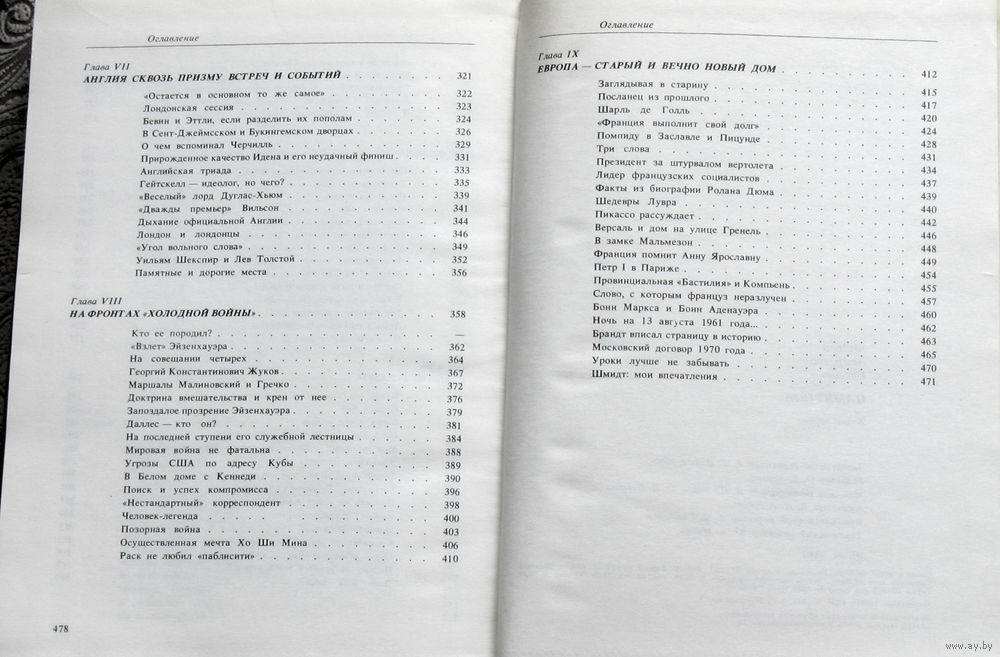 Оглавление
Глава VII
АНГЛИЯ СКВОЗЬ ПРИЗМУ ВСТРЕЧ И СОБЫТИЙ . . . . . . . . 321
«Остается в основном то же самое» . . . . . . . . 322
Лондонская сессия . . . . . . . . 323
Бевин и Эттли, если разделить их пополам . . . . . . . . 324
В Сент-Джеймсском и Букингемском дворцах . . . . . . . . 326
О чем вспоминал Черчилль . . . . . . . . 329
Прирожденное качество Идена и его неудачный финиш . . . . . 331
Английская триада . . . . . . . . 333
Гейтскелл — идеолог, но чего? . . . . . . . . 335
«Веселый» лорд Дуглас-Хьюм . . . . . . . . 339
«Дважды премьер» Вильсон . . . . . . . . 341
Дыхание официальной Англии . . . . . . . . 344
Лондон и лондонцы . . . . . . . . 346
«Угол вольного слова» . . . . . . . . 349
Уильям Шекспир и Лев Толстой . . . . . . . . 352
Памятные и дорогие места . . . . . . . . 356
Глава VIII
НА ФРОНТАХ «ХОЛОДНОЙ ВОЙНЫ» . . . . . . . . 358
Кто ее породил? . . . . . . . . —
«Взлет» Эйзенхауэра . . . . . . . . 362
На совещании четырех . . . . . . . . 364
Георгий Константинович Жуков . . . . . . . . 367
Маршалы Малиновский и Гречко . . . . . . . . 372
Доктрина вмешательства и крен от нее . . . . . . . . 376
Запоздалое прозрение Эйзенхауэра . . . . . . . . 379
Даллес — кто он? . . . . . . . . 381
На последней ступени его служебной лестницы . . . . . . . . 384
Мировая война не фатальна . . . . . . . . 388
Угрозы США по адресу Кубы . . . . . . . . 389
В Белом доме с Кеннеди . . . . . . . . 390
Поиск и успех компромисса . . . . . . . . 396
«Нестандартный» корреспондент . . . . . . . . 398
Человек-легенда . . . . . . . . 400
Позорная война . . . . . . . . 403
Осуществленная мечта Хо Ши Мина . . . . . . . . 406
Раск не любил «паблисити» . . . . . . . . 410
478
Оглавление
Глава IX
ЕВРОПА — СТАРЫЙ И ВЕЧНО НОВЫЙ ДОМ . . . . . . . . 412
Заглядывая в старину . . . . . . . . 415
Посланец из прошлого . . . . . . . . 417
Шарль де Голль . . . . . . . . 420
«Франция выполнит свой долг» . . . . . . . . 424
Помпиду в Заславле и Пицунде . . . . . . . . 428
Три слова . . . . . . . . 431
Президент за штурвалом вертолета . . . . . . . . 434
Лидер французских социалистов . . . . . . . . 437
Факты из биографии Ролана Дюма . . . . . . . . 439
Шедевры Лувра . . . . . . . . 440
Пикассо рассуждает . . . . . . . . 442
Версаль и дом на улице Гренель . . . . . . . . 446
В замке Мальмезон . . . . . . . . 448
Франция помнит Анну Ярославну . . . . . . . . 449
Петр I в Париже . . . . . . . . 454
Провинциальная «Бастилия» и Компьень . . . . . . . . 455
Слово, с которым француз неразлучен . . . . . . . . 457
Бонн Маркса и Бонн Аденауэра . . . . . . . . 460
Ночь на 13 августа 1961 года... . . . . . . . . 462
Брандт вписал страницу в историю . . . . . . . . 463
Московский договор 1970 года . . . . . . . . 465
Уроки лучше не забывать . . . . . . . . 470
Шмидт: мои впечатления . . . . . . . . 471
www.ay.by